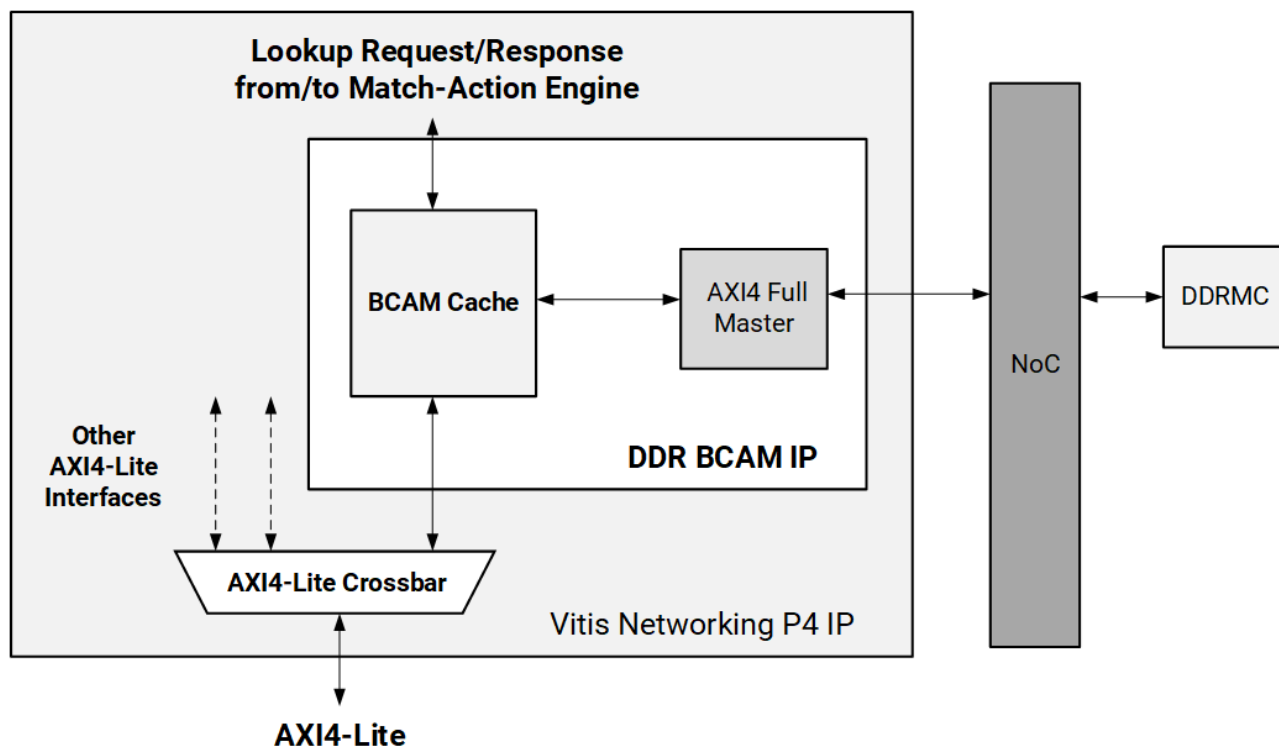 Lookup Request/Response
from/to Match-Action Engine
BCAM Cache
AXI4 Full
Master
DDRMC
NoC
Other
AXI4-Lite
Interfaces
DDR BCAM IP
AXI4-Lite Crossbar
Vitis Networking P4 IP
AXI4-Lite